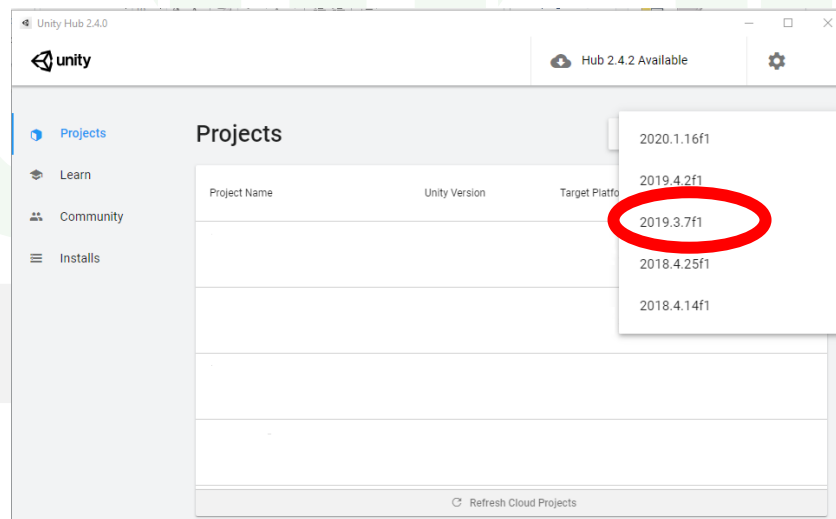 Unity Hub 2.4.0
unity
Hub 2.4.2 Available
Projects
Learn
Community
Installs
Projects
2020.1.16f1
2019.4.2f1
2019.3.7f1
2018.4.25f1
2018.4.14f1
Project Name Unity Version Target Platfo
Refresh Cloud Projects